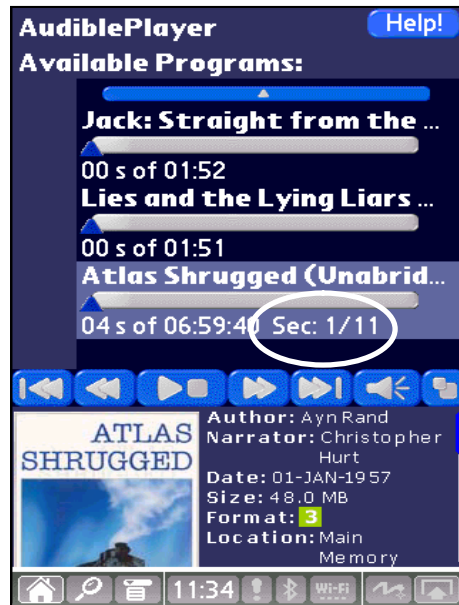 AudiblePlayer Help!
Available Programs:
Jack: Straight from the ...
00 s of 01:52
Lies and the Lying Liars ...
00 s of 01:51
Atlas Shrugged (Unabrid...
04 s of 06:59:40 Sec: 1/11
ATLAS
SHRUGGED
Author: Ayn Rand
Narrator: Christopher
Hurt
Date: 01-JAN-1957
Size: 48.0 MB
Format: 3
Location: Main
Memory
11:34 Wi-Fi